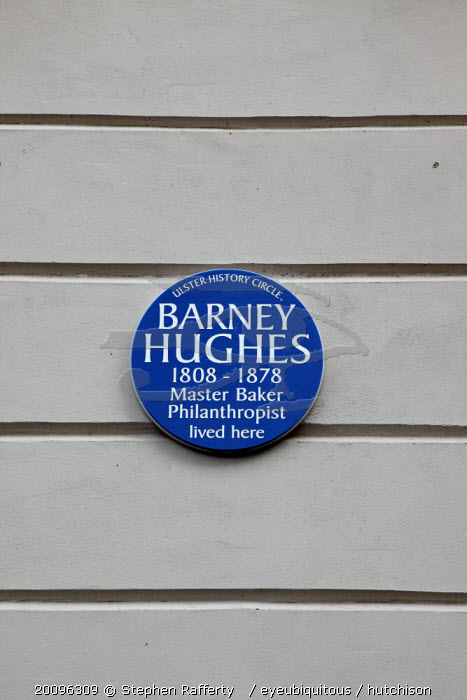 ULSTER HISTORY CIRCLE
BARNEY
HUGHES
1808 - 1878
Master Baker
Philanthropist
lived here
20096309 © Stephen Rafferty / eyeubiquitous / hutchison